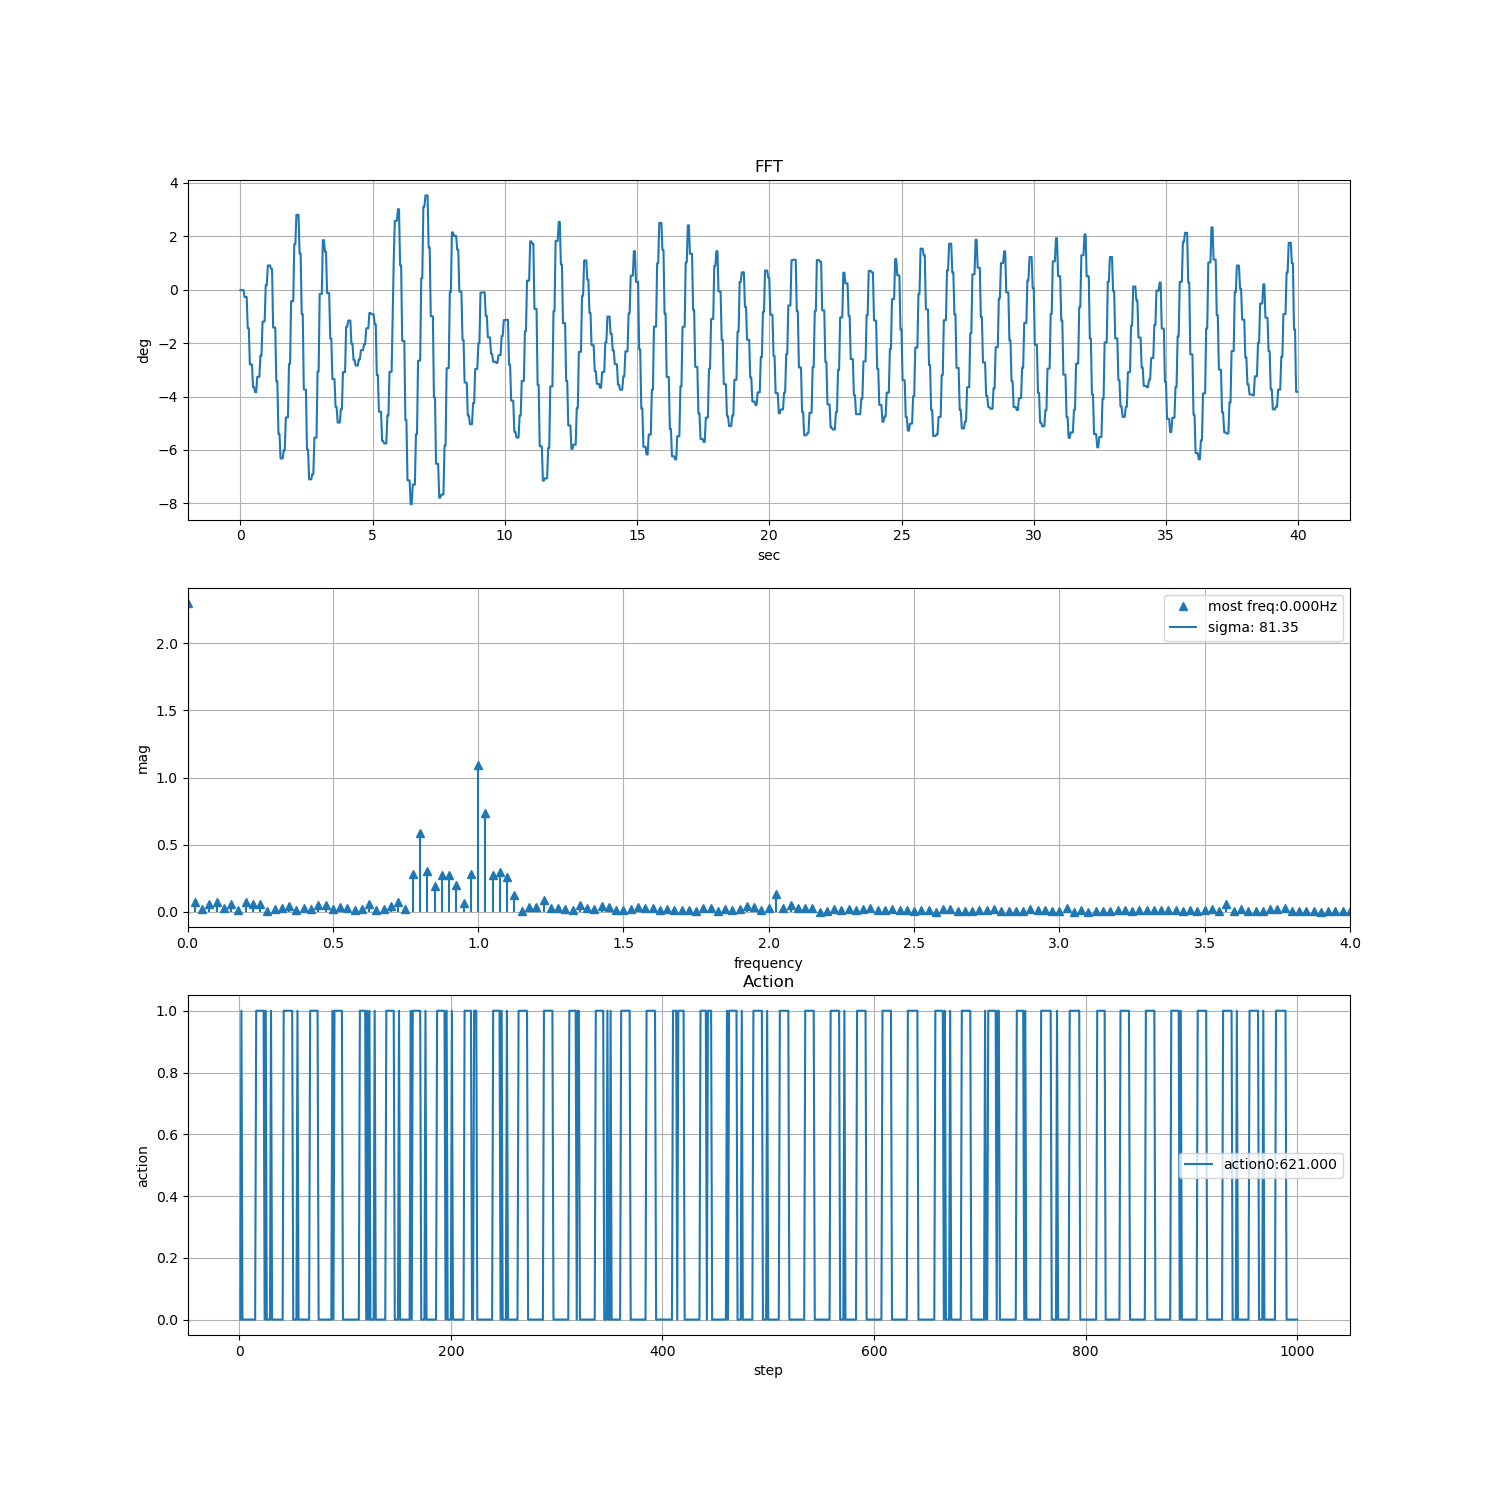 FFT
4
2
0
−2
−4
−6
−8
deg
0 5 10 15 20 25 30 35 40
sec
most freq:0.000Hz
sigma: 81.35
2.0
1.5
1.0
0.5
0.0
mag
0.0 0.5 1.0 1.5 2.0 2.5 3.0 3.5 4.0
frequency
Action
1.0
0.8
0.6
0.4
0.2
0.0
action
action0:621.000
0 200 400 600 800 1000
step